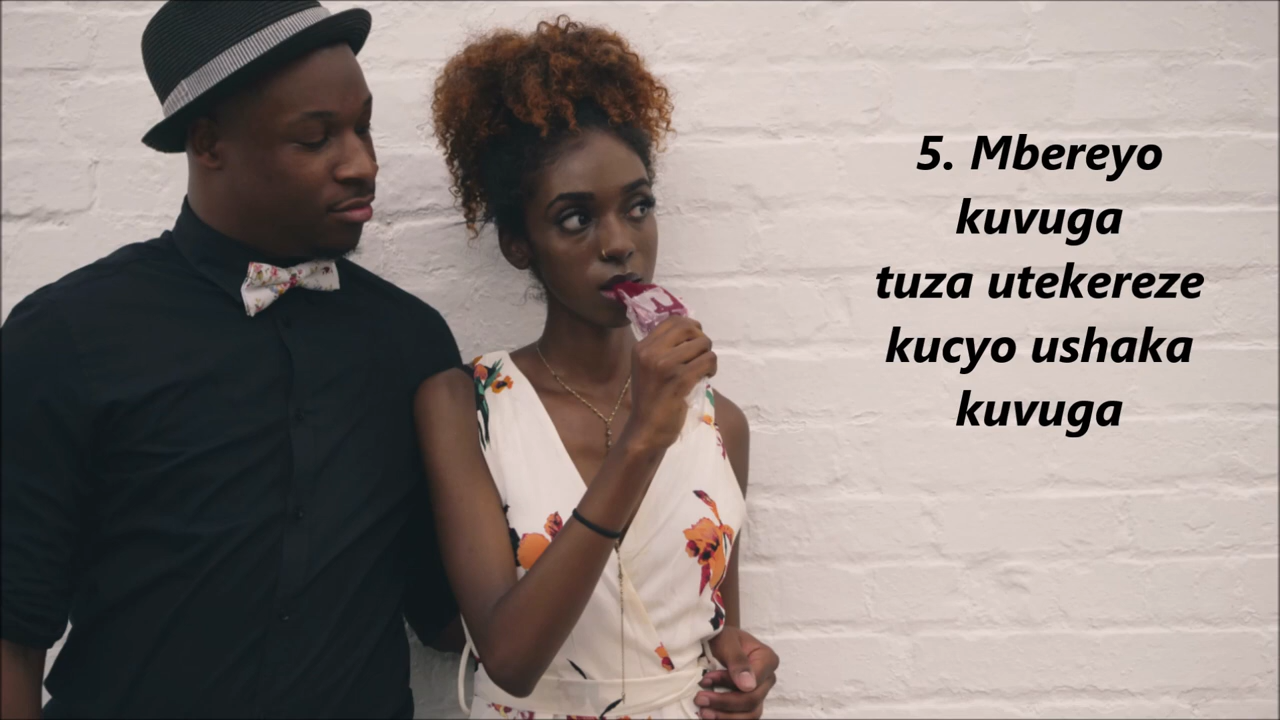 5. Mbereyo
kuvuga
tuza utekereze
kucyo ushaka
kuvuga